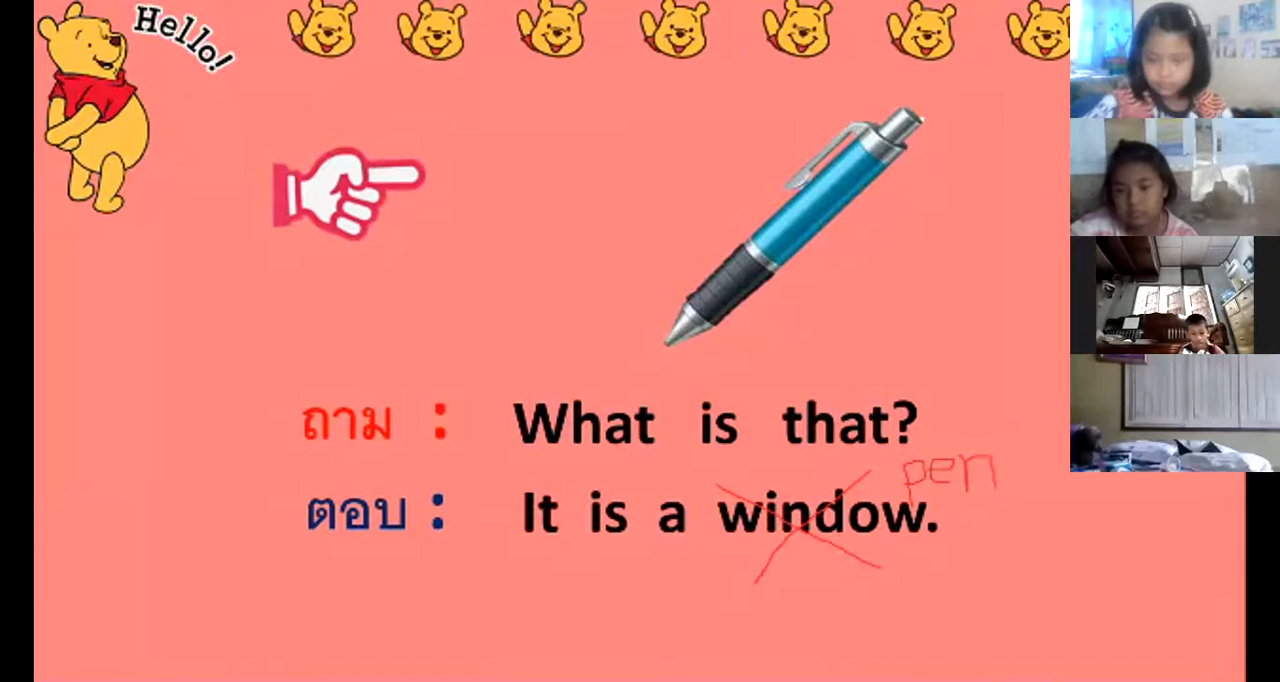 Hello!
ถาม : What is that?
pen
ตอบ : It is a window.